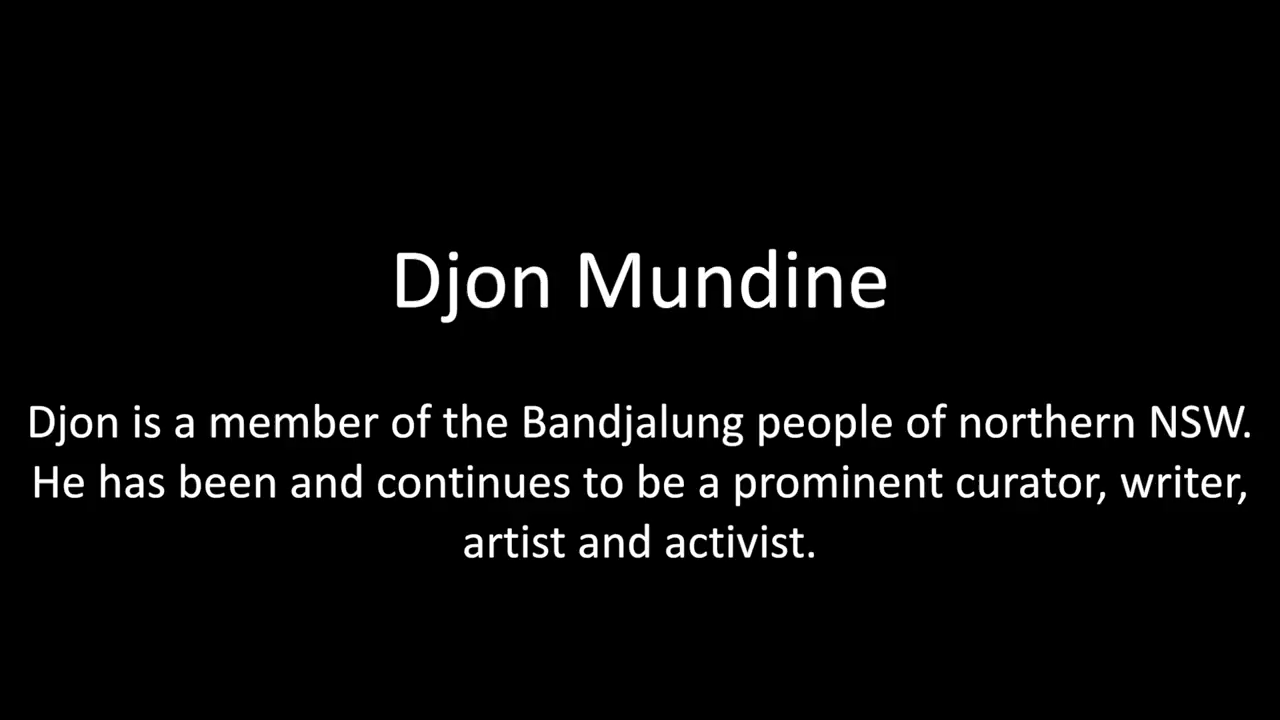 Djon Mundine
Djon is a member of the Bandjalung people of northern NSW.
He has been and continues to be a prominent curator, writer,
artist and activist.